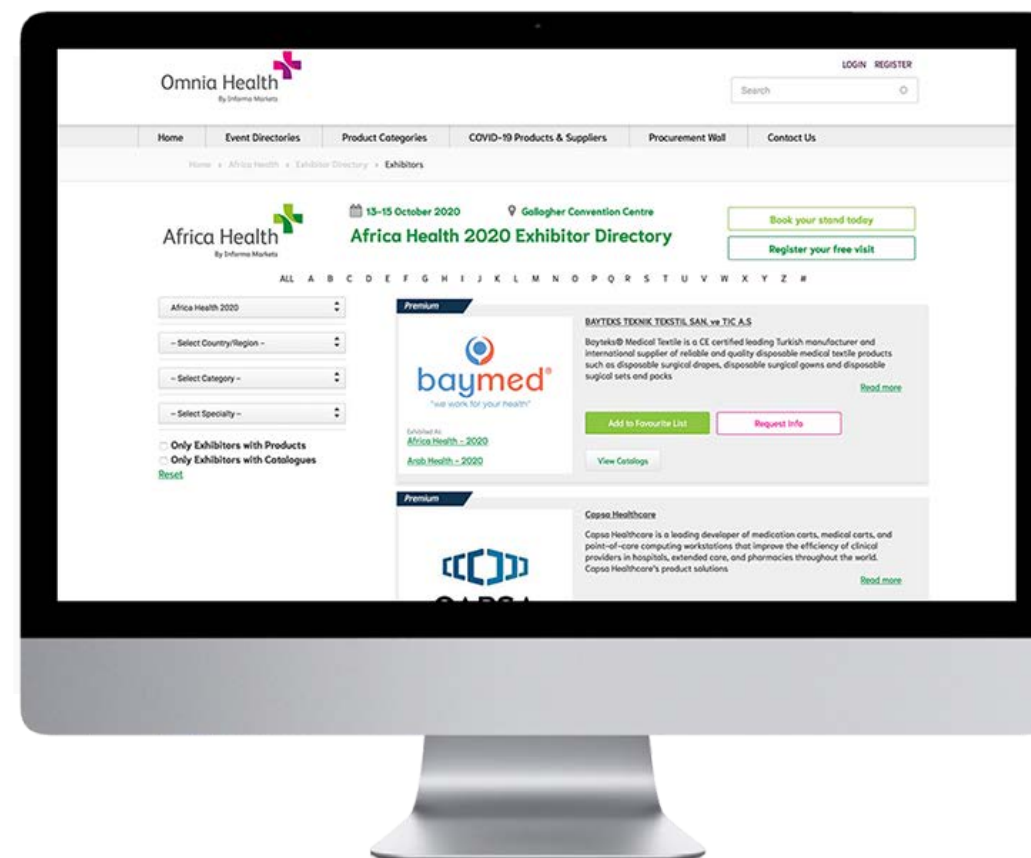 Omnia Health
By Informa Markets
LOGIN REGISTER
Search
Home Event Directories Product Categories COVID-19 Products & Suppliers Procurement Wall Contact Us
Home Africa Health Exhibitor Directory Exhibitors
Africa Health
By Informa Markets
13–15 October 2020 Gallagher Convention Centre
Africa Health 2020 Exhibitor Directory
Book your stand today
Register your free visit
ALL A B C D E F G H I J K L M N O P Q R S T U V W X Y Z #
Africa Health 2020
– Select Country/Region –
– Select Category –
– Select Specialty –
Only Exhibitors with Products
Only Exhibitors with Catalogues
Reset
Premium
baymed®
"we work for your health"
Exhibited At:
Africa Health – 2020
Arab Health – 2020
BAYTEKS TEKNIK TEKSTIL SAN. ve TIC A.S
Bayteks® Medical Textile is a CE certified leading Turkish manufacturer and
international supplier of reliable and quality disposable medical textile products
such as disposable surgical drapes, disposable surgical gowns and disposable
sugical sets and packs
Read more
Add to Favourite List
Request Info
View Catalogs
Premium
CAPSA
Capsa Healthcare
Capsa Healthcare is a leading developer of medication carts, medical carts, and
point-of-care computing workstations that improve the efficiency of clinical
providers in hospitals, extended care, and pharmacies throughout the world.
Capsa Healthcare's product solutions
Read more